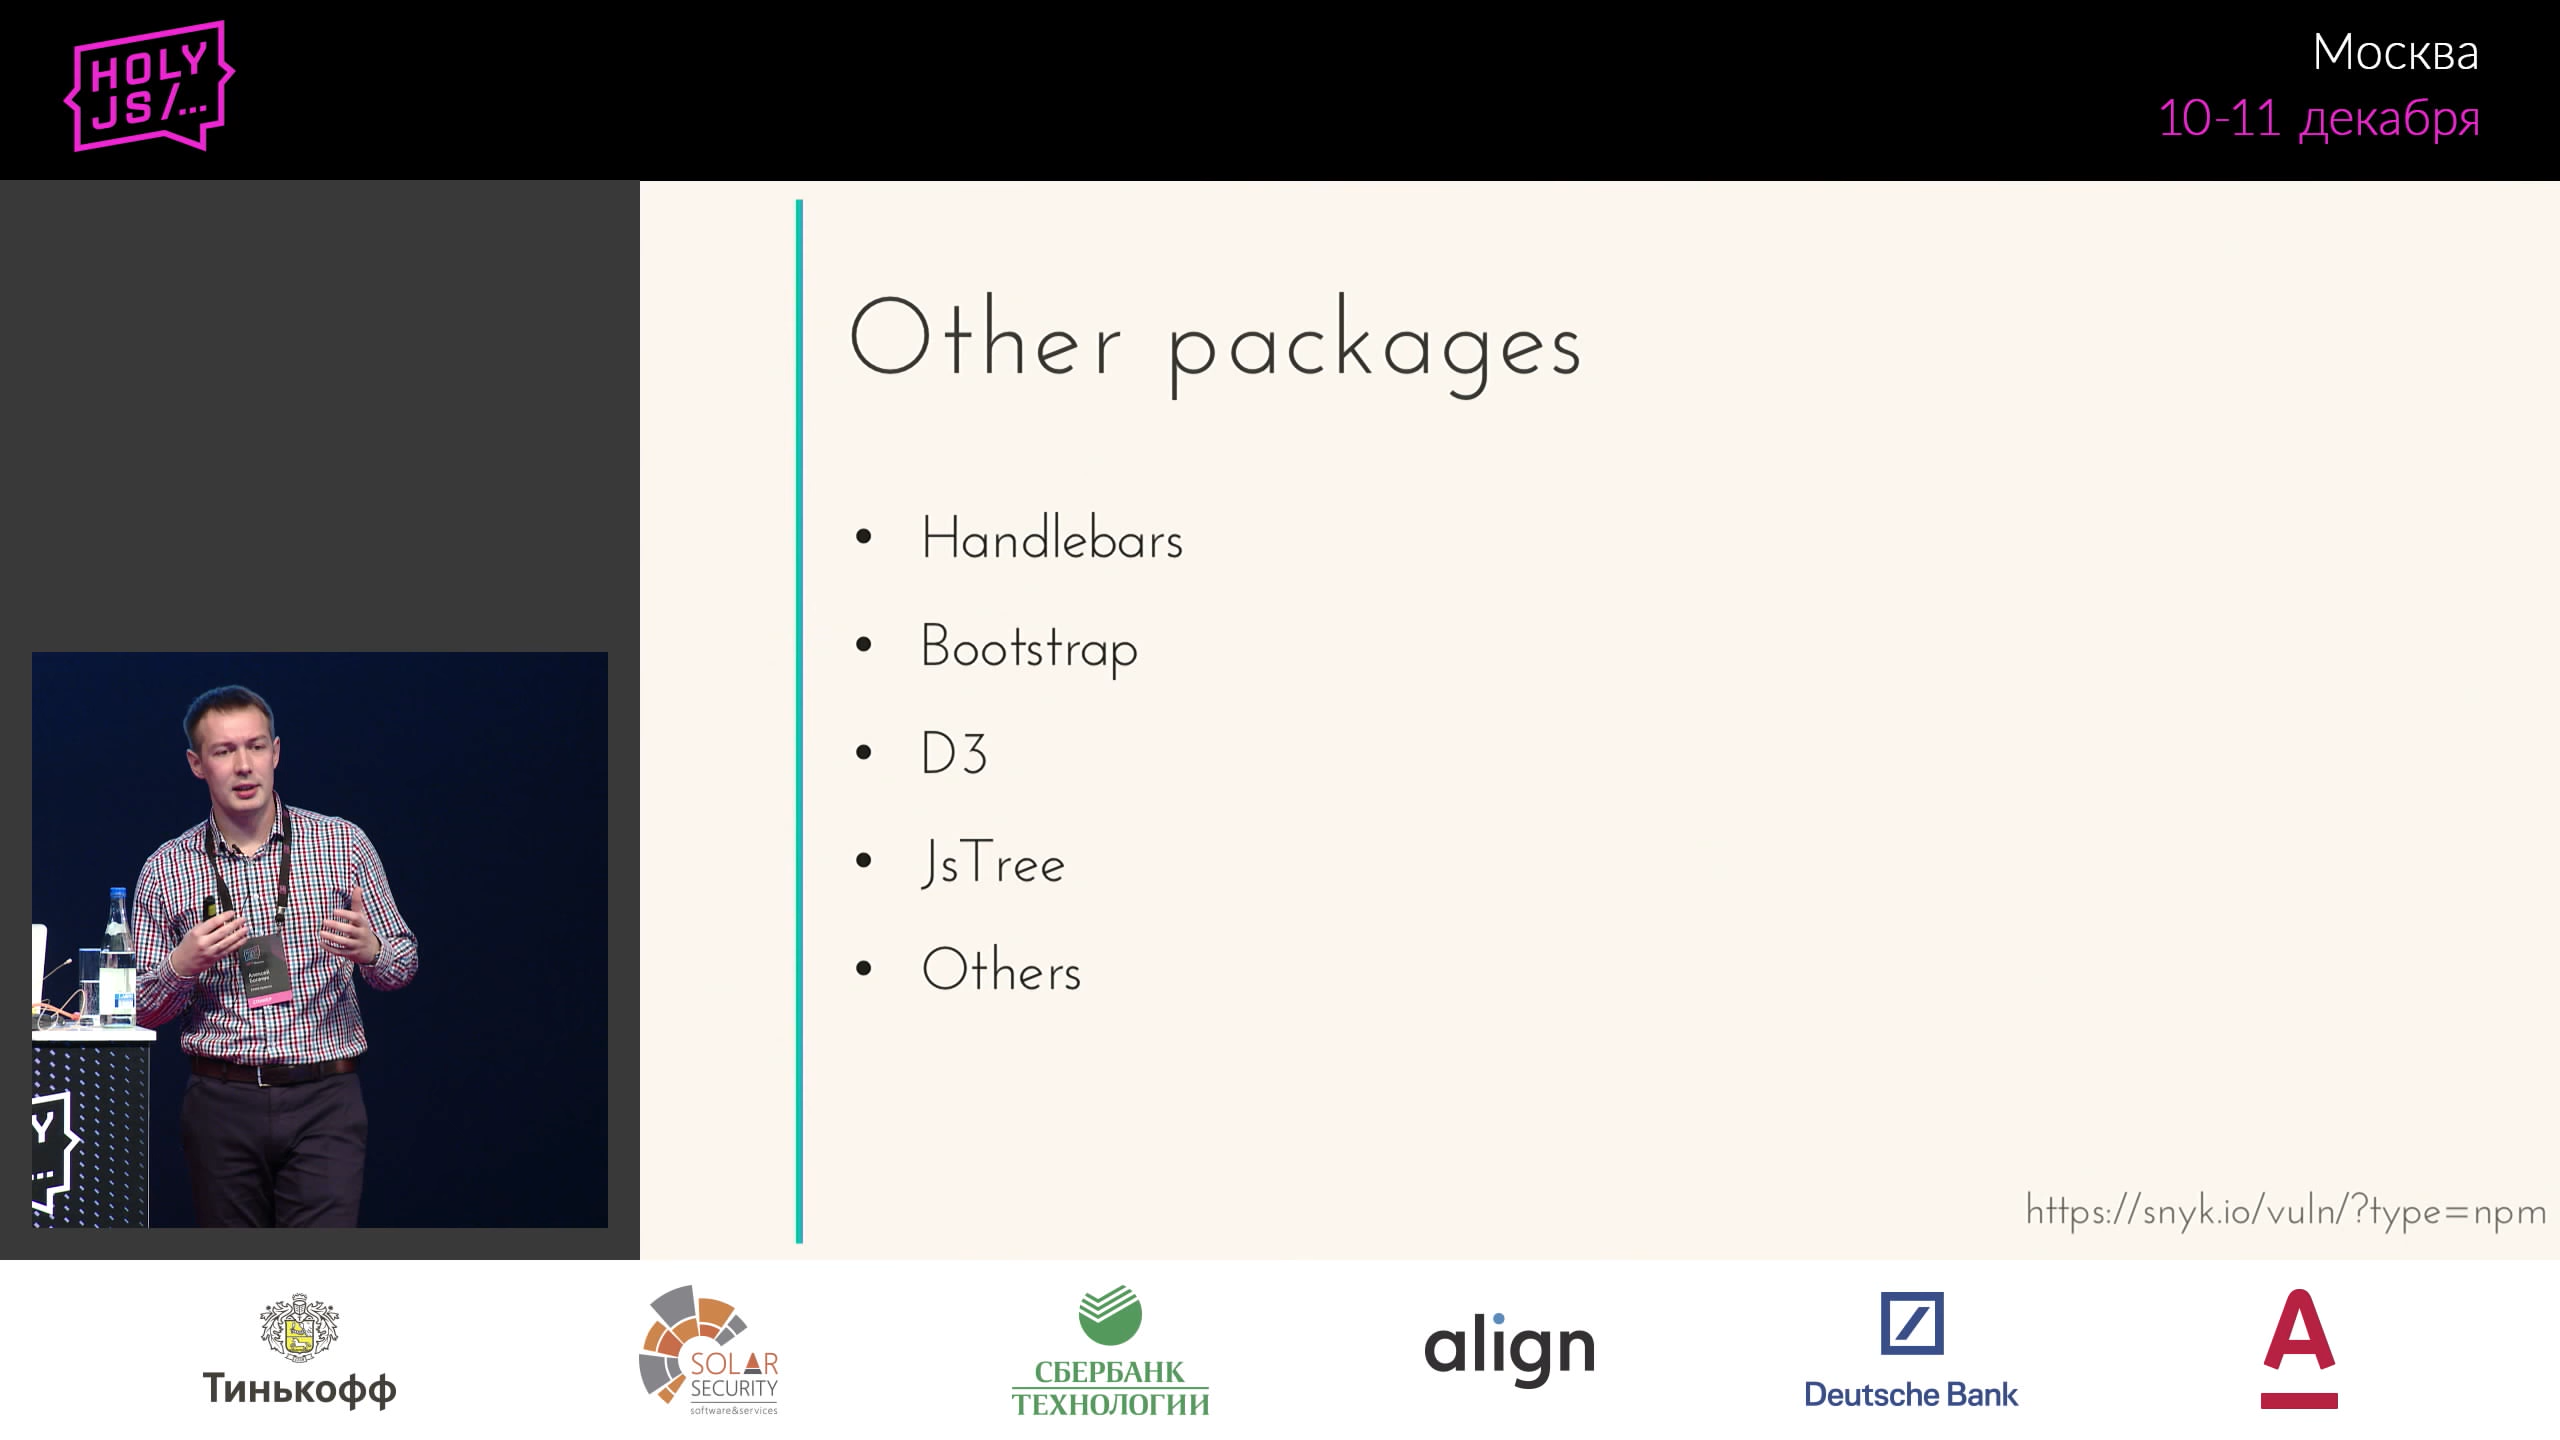 HOLY
JS/...
Москва
10-11 декабря
Other packages
• Handlebars
• Bootstrap
• D3
• JsTree
• Others
https://snyk.io/vuln/?type=npm
Алексей
Y
...
Тинькофф
SOLAR
SECURITY
software&services
СБЕРБАНК
ТЕХНОЛОГИИ
align
Deutsche Bank
А